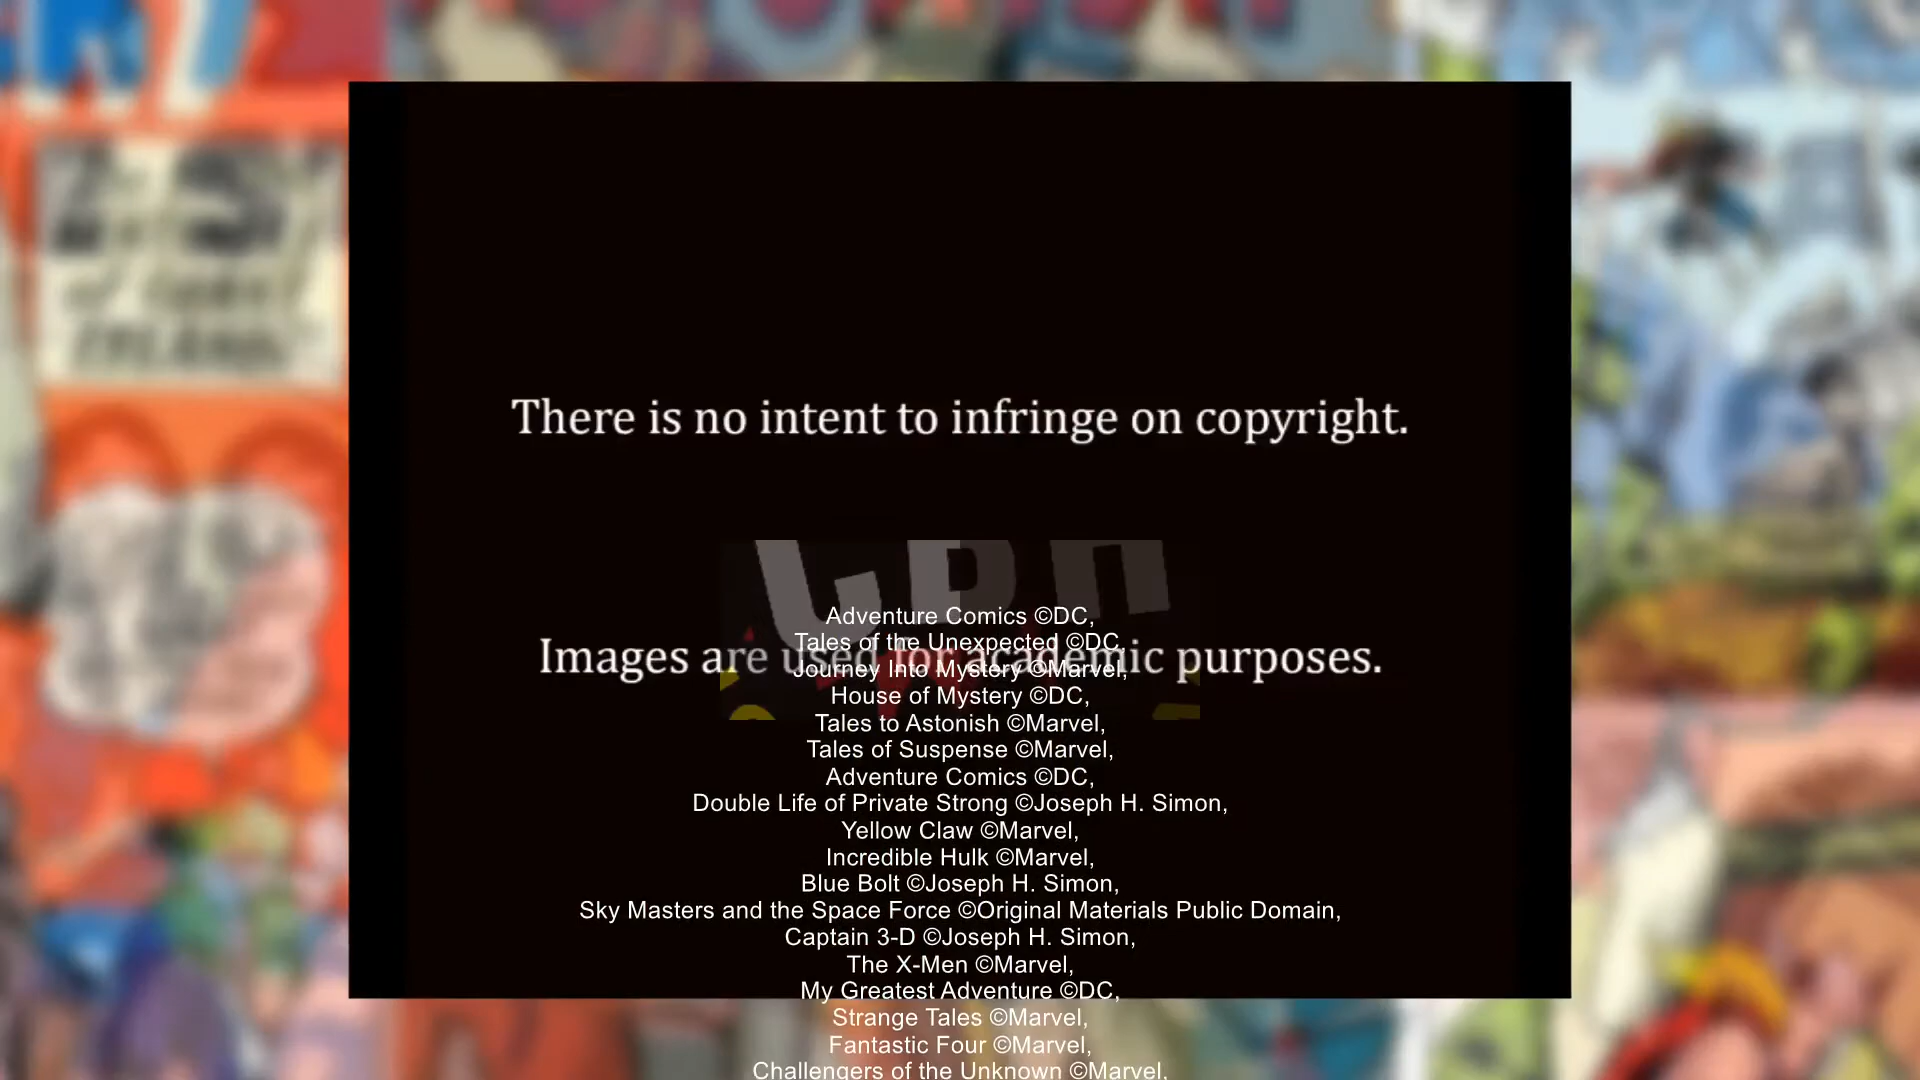 There is no intent to infringe on copyright.
Adventure Comics ©DC,
Tales of the Unexpected ©DC,
Images are used for academic purposes.
Journey Into Mystery ©Marvel,
House of Mystery ©DC,
Tales to Astonish ©Marvel,
Tales of Suspense ©Marvel,
Adventure Comics ©DC,
Double Life of Private Strong ©Joseph H. Simon,
Yellow Claw ©Marvel,
Incredible Hulk ©Marvel,
Blue Bolt ©Joseph H. Simon,
Sky Masters and the Space Force ©Original Materials Public Domain,
Captain 3-D ©Joseph H. Simon,
The X-Men ©Marvel,
My Greatest Adventure ©DC,
Strange Tales ©Marvel,
Fantastic Four ©Marvel,
Challengers of the Unknown ©Marvel,